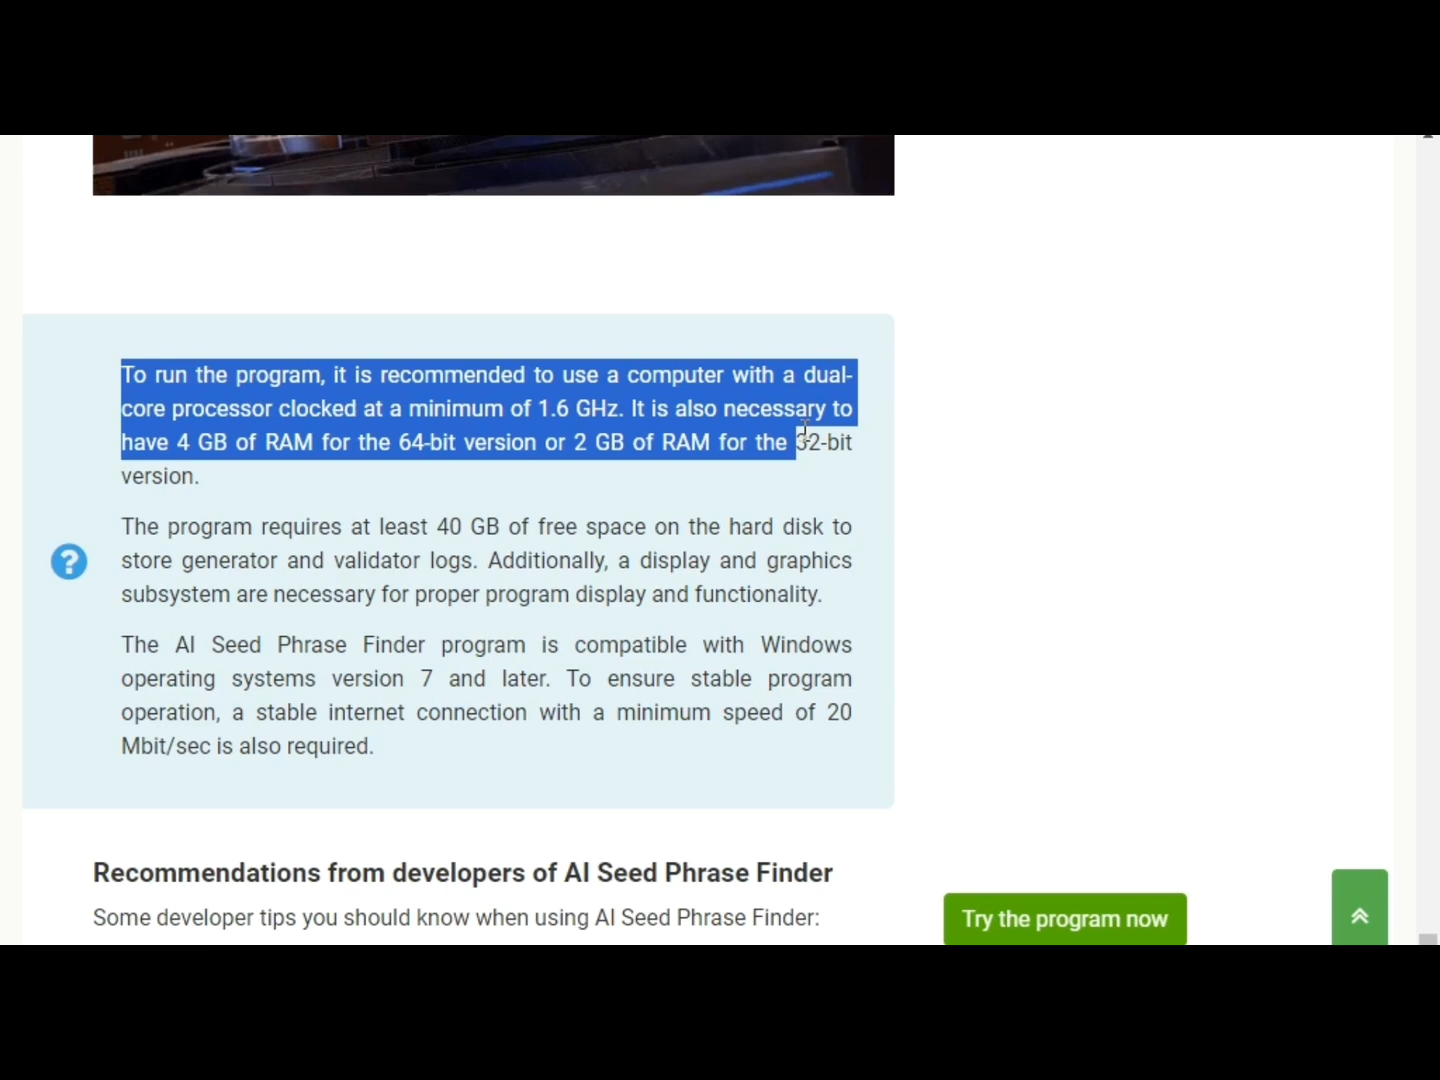 To run the program, it is recommended to use a computer with a dual-
core processor clocked at a minimum of 1.6 GHz. It is also necessary to
have 4 GB of RAM for the 64-bit version or 2 GB of RAM for the 32-bit
version.
The program requires at least 40 GB of free space on the hard disk to
store generator and validator logs. Additionally, a display and graphics
subsystem are necessary for proper program display and functionality.
The AI Seed Phrase Finder program is compatible with Windows
operating systems version 7 and later. To ensure stable program
operation, a stable internet connection with a minimum speed of 20
Mbit/sec is also required.
Recommendations from developers of AI Seed Phrase Finder
Some developer tips you should know when using AI Seed Phrase Finder:
Try the program now